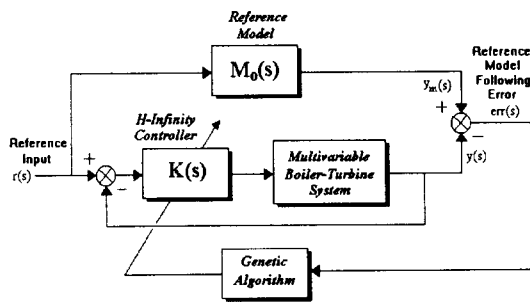 Reference
Model
M₀(s)
Reference
Model
Following
Error
err(s)
yₘ(s)
+
−
H-Infinity
Controller
Reference
Input
r(s)
+
−
K(s)
Multivariable
Boiler-Turbine
System
y(s)
Genetic
Algorithm